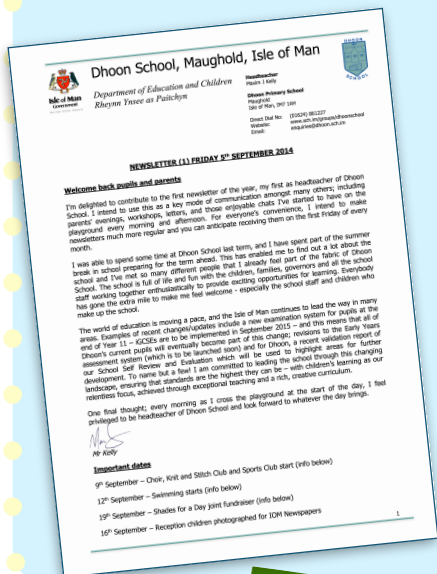 Dhoon School, Maughold, Isle of Man
Isle of Man
Government
Department of Education and Children
Rheynn Ynsee as Paitchyn
Headteacher
Maxim J Kelly
Dhoon Primary School
Maughold
Isle of Man, IM7 1HH
Direct Dial No: (01624) 861227
Website: www.sch.im/groups/dhoonschool
Email: enquiries@dhoon.sch.im
DHOON
SCHOOL
NEWSLETTER (1) FRIDAY 5th SEPTEMBER 2014
Welcome back pupils and parents
I'm delighted to contribute to the first newsletter of the year, my first as headteacher of Dhoon
School. I intend to use this as a key mode of communication amongst many others; including
parents' evenings, workshops, letters, and those enjoyable chats I've started to have on the
playground every morning and afternoon. For everyone's convenience, I intend to make
newsletters much more regular and you can anticipate receiving them on the first Friday of every
month.
I was able to spend some time at Dhoon School last term, and I have spent part of the summer
break in school preparing for the term ahead. This has enabled me to find out a lot about the
School and I've met so many different people that I already feel part of the fabric of Dhoon
School. The school is full of life and fun with the children, families, governors and all the school
staff working together enthusiastically to provide exciting opportunities for learning. Everybody
has gone the extra mile to make me feel welcome - especially the school staff and children who
make up the school.
The world of education is moving a pace, and the Isle of Man continues to lead the way in many
areas. Examples of recent changes/updates include a new examination system for pupils at the
end of Year 11 – iGCSEs are to be implemented in September 2015 – and this means that all of
Dhoon's current pupils will eventually become part of this change; revisions to the Early Years
assessment system (which is to be launched soon) and for Dhoon, a recent validation report of
our School Self Review and Evaluation which will be used to highlight areas for further
development. To name but a few! I am committed to leading the school through this changing
landscape, ensuring that standards are the highest they can be – with children's learning as our
relentless focus, achieved through exceptional teaching and a rich, creative curriculum.
One final thought; every morning as I cross the playground at the start of the day, I feel
privileged to be headteacher of Dhoon School and look forward to whatever the day brings.
Mr Kelly
Important dates
9th September – Choir, Knit and Stitch Club and Sports Club start (info below)
12th September – Swimming starts (info below)
19th September – Shades for a Day joint fundraiser (info below)
16th September – Reception children photographed for IOM Newspapers
1